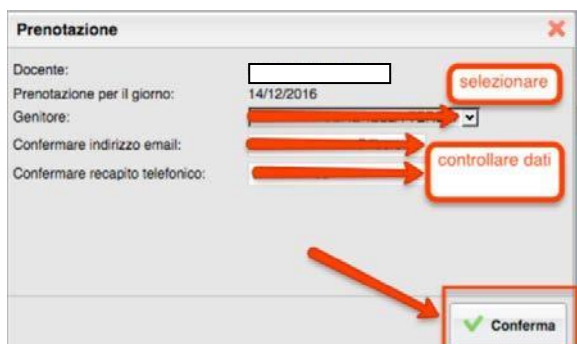 Prenotazione
Docente:
selezionare
Prenotazione per il giorno: 14/12/2016
Genitore:
Confermare indirizzo email:
controllare dati
Confermare recapito telefonico:
Conferma